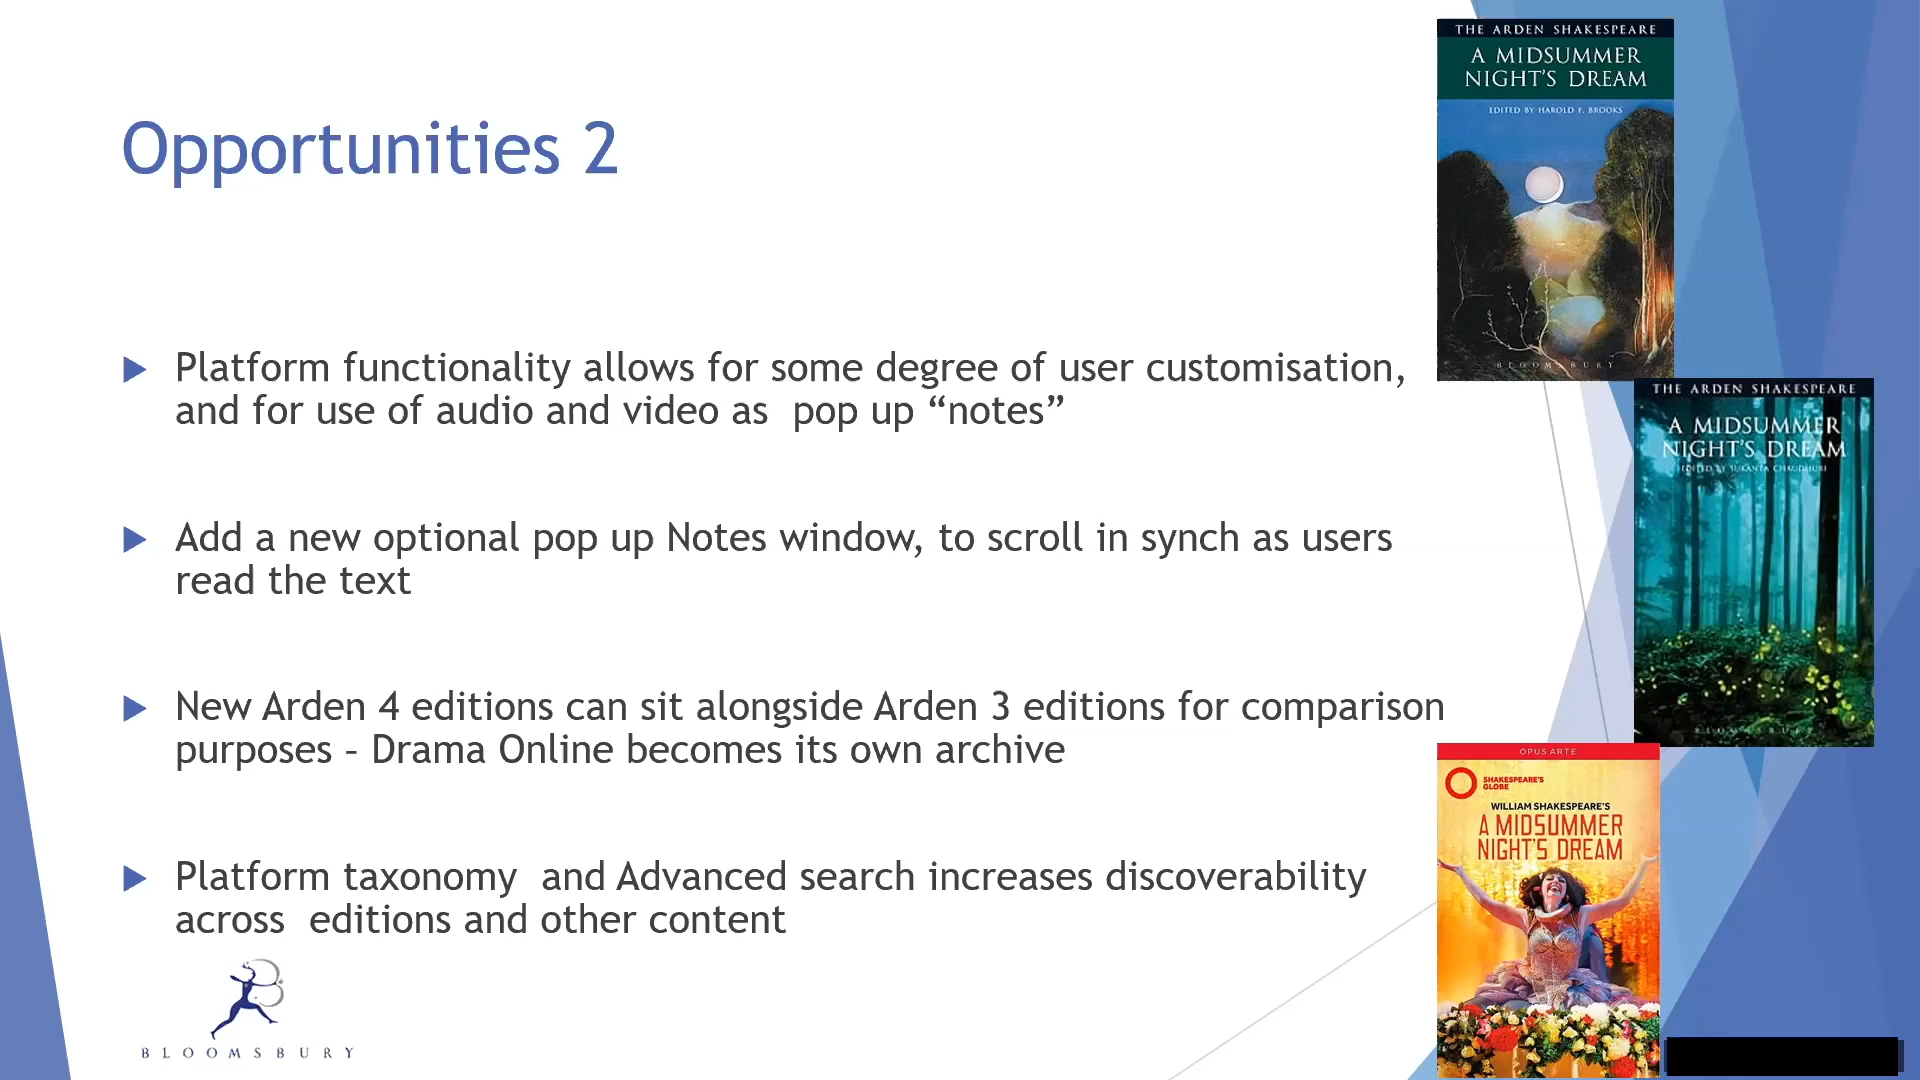 Opportunities 2
Platform functionality allows for some degree of user customisation,
and for use of audio and video as  pop up “notes”
Add a new optional pop up Notes window, to scroll in synch as users
read the text
New Arden 4 editions can sit alongside Arden 3 editions for comparison
purposes – Drama Online becomes its own archive
Platform taxonomy  and Advanced search increases discoverability
across  editions and other content
BLOOMSBURY
THE ARDEN SHAKESPEARE
A MIDSUMMER
NIGHT'S DREAM
EDITED BY HAROLD F. BROOKS
BLOOMSBURY
THE ARDEN SHAKESPEARE
A MIDSUMMER
NIGHT'S DREAM
EDITED BY SUKANTA CHAUDHURI
BLOOMSBURY
OPUS ARTE
SHAKESPEARE'S
GLOBE
WILLIAM SHAKESPEARE'S
A MIDSUMMER
NIGHT'S DREAM